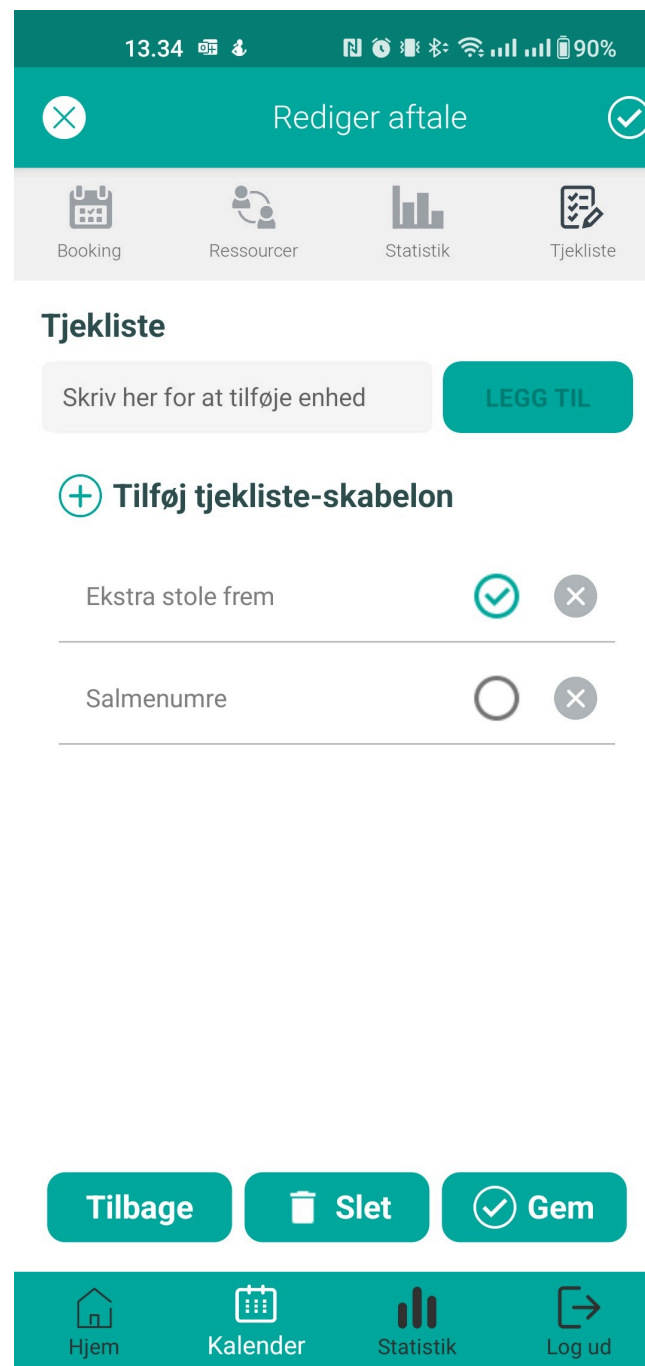 13.34 90%
Rediger aftale
Booking Ressourcer Statistik Tjekliste
Tjekliste
Skriv her for at tilføje enhed LEGG TIL
Tilføj tjekliste-skabelon
Ekstra stole frem
Salmenumre
Tilbage Slet Gem
Hjem Kalender Statistik Log ud